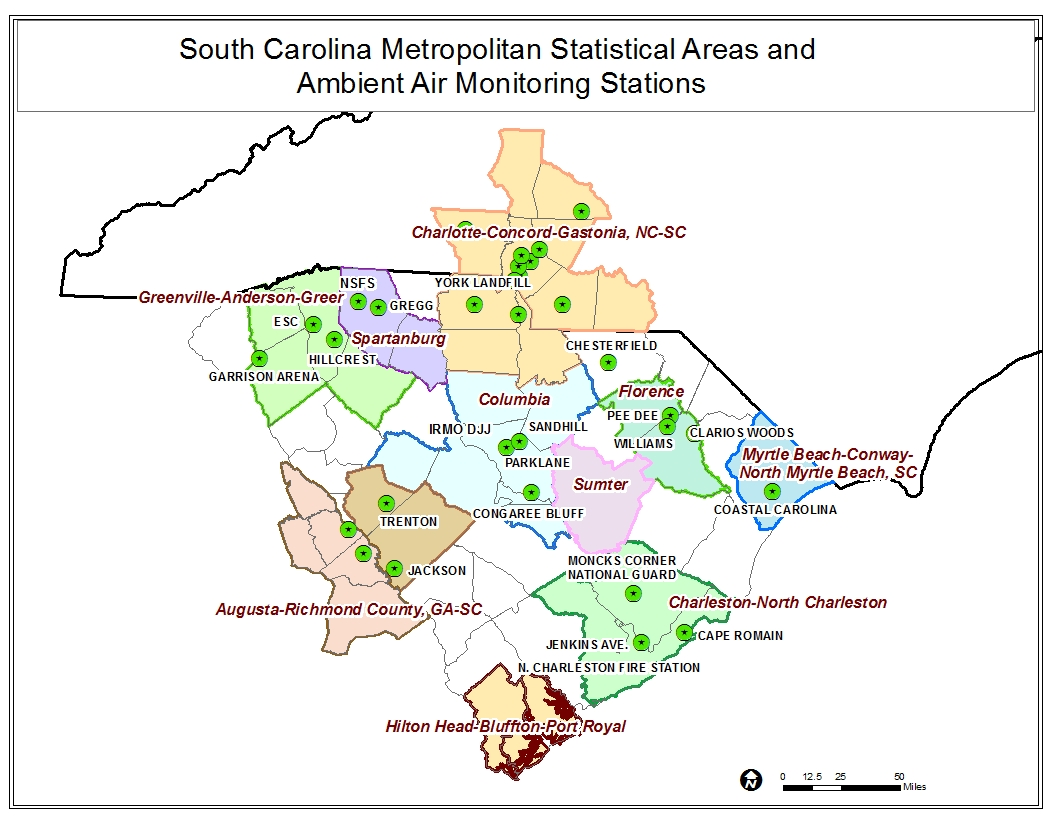 South Carolina Metropolitan Statistical Areas and
Ambient Air Monitoring Stations
Charlotte-Concord-Gastonia, NC-SC
NSFS
YORK LANDFILL
Greenville-Anderson-Greer
GREGG
ESC
Spartanburg
CHESTERFIELD
HILLCREST
GARRISON ARENA
Florence
Columbia
PEE DEE
IRMO DJJ
SANDHILL
CLARIOS WOODS
WILLIAMS
Myrtle Beach-Conway-
North Myrtle Beach, SC
PARKLANE
Sumter
COASTAL CAROLINA
CONGAREE BLUFF
TRENTON
MONCKS CORNER
NATIONAL GUARD
JACKSON
Augusta-Richmond County, GA-SC
Charleston-North Charleston
CAPE ROMAIN
JENKINS AVE.
N. CHARLESTON FIRE STATION
Hilton Head-Bluffton-Port Royal
N
0 12.5 25 50
Miles